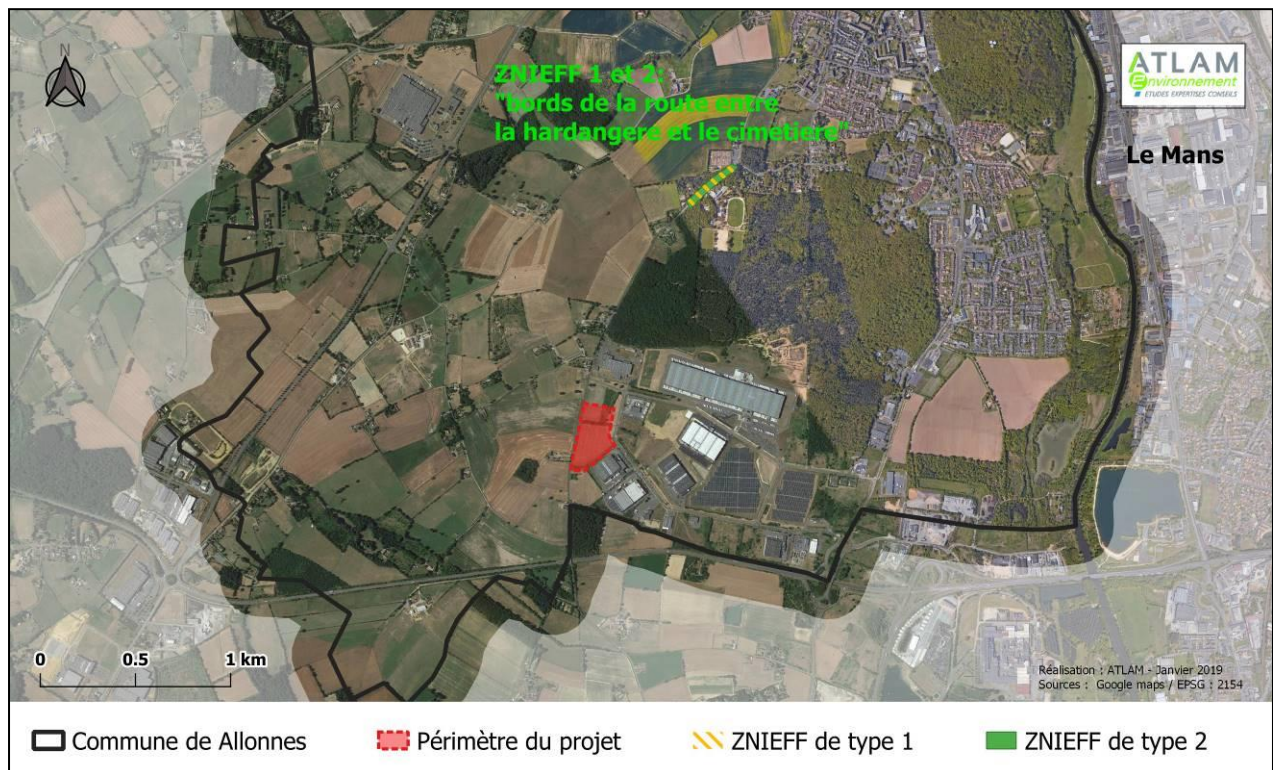 N
ZNIEFF 1 et 2:
"bords de la route entre
la hardangere et le cimetiere"
ATLAM
environnement
ETUDES EXPERTISES CONSEILS
Le Mans
0 0.5 1 km
Réalisation : ATLAM - Janvier 2019
Sources : Google maps / EPSG : 2154
Commune de Allonnes
Périmètre du projet
ZNIEFF de type 1
ZNIEFF de type 2